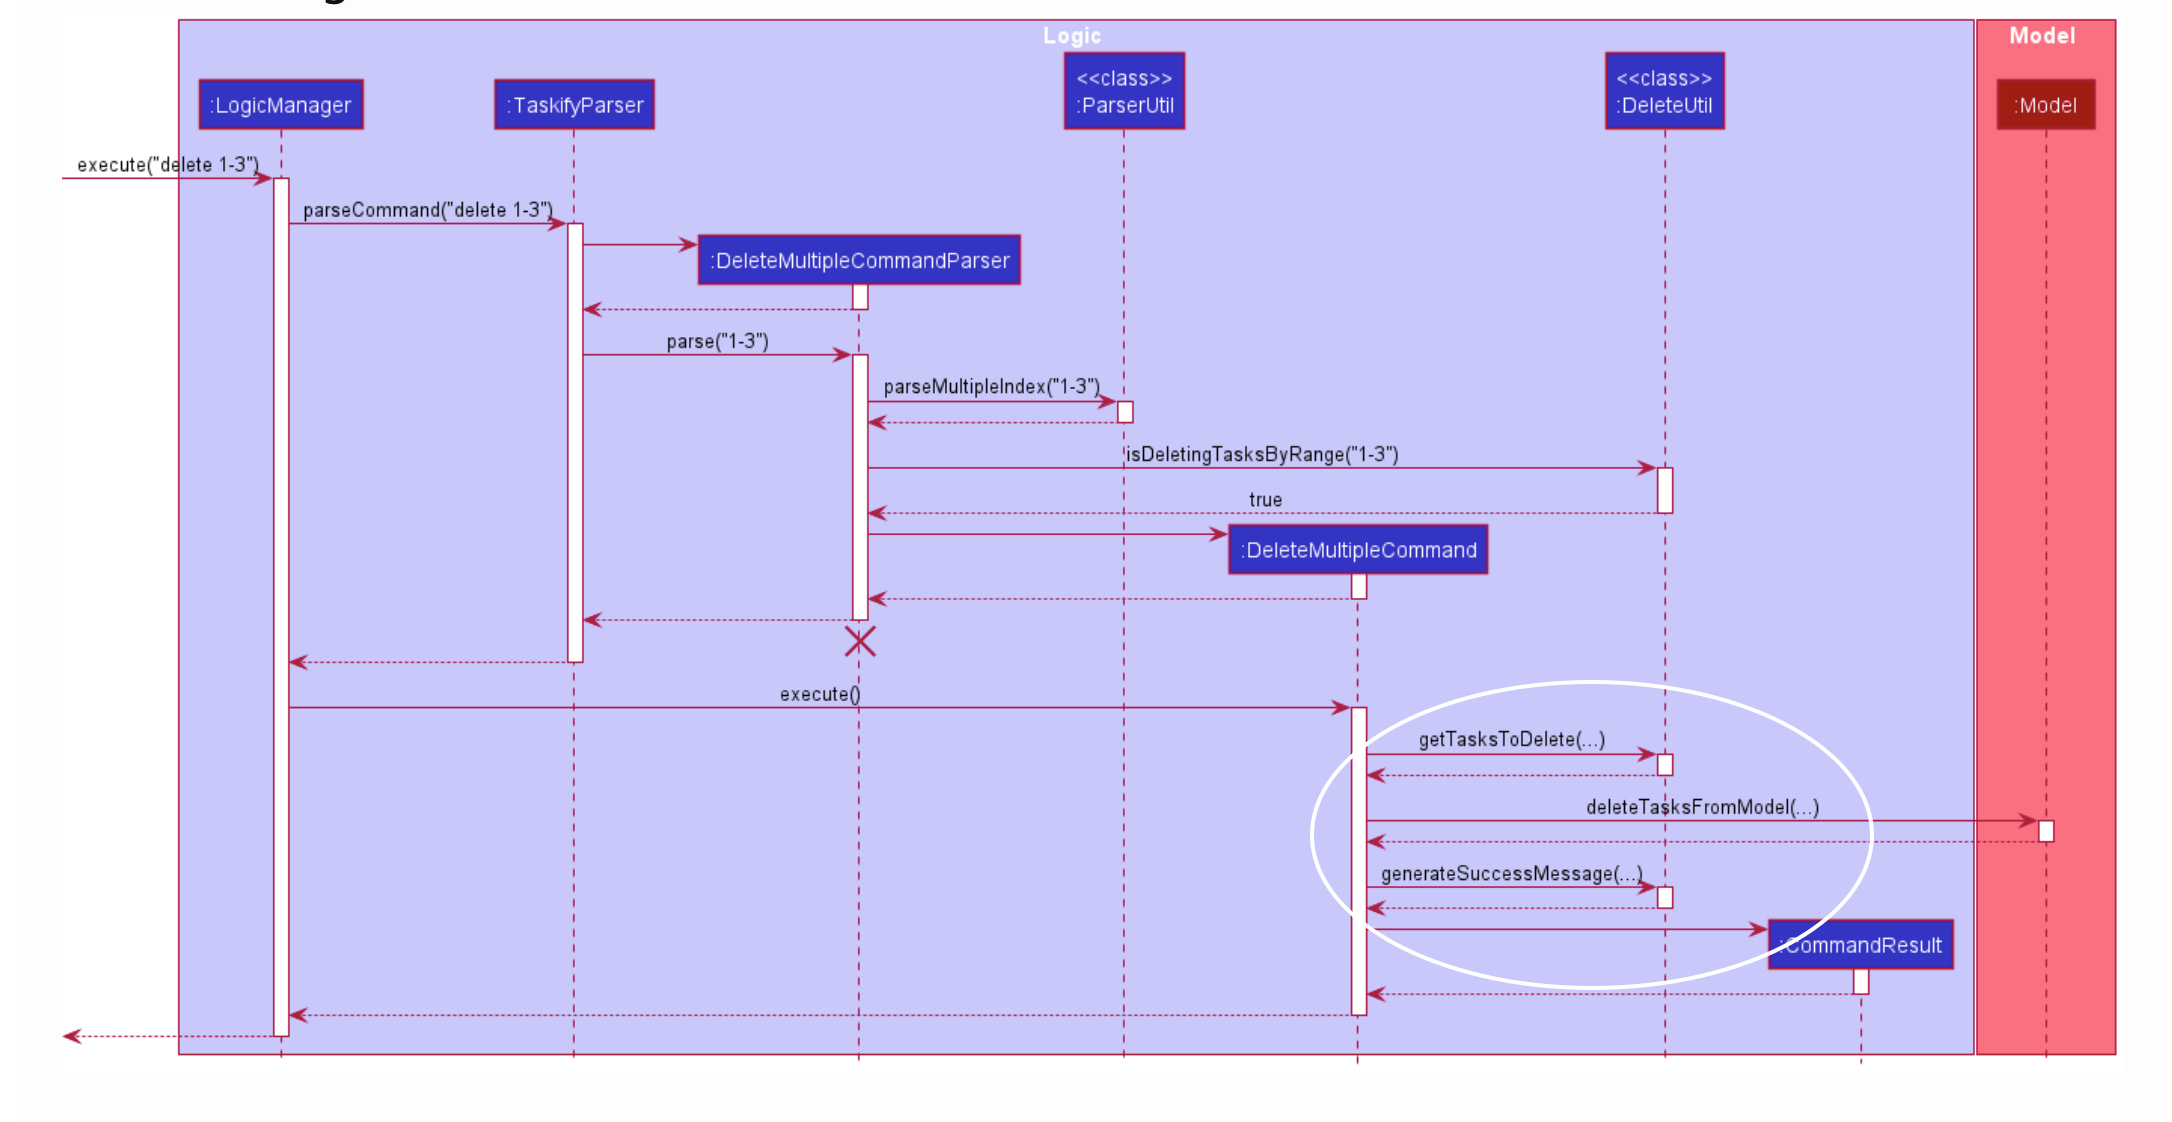 Logic
Model
:LogicManager
:TaskifyParser
<<class>>
:ParserUtil
<<class>>
:DeleteUtil
:Model
execute("delete 1-3")
parseCommand("delete 1-3")
:DeleteMultipleCommandParser
parse("1-3")
parseMultipleIndex("1-3")
isDeletingTasksByRange("1-3")
true
:DeleteMultipleCommand
execute()
getTasksToDelete(...)
deleteTasksFromModel(...)
generateSuccessMessage(...)
:CommandResult